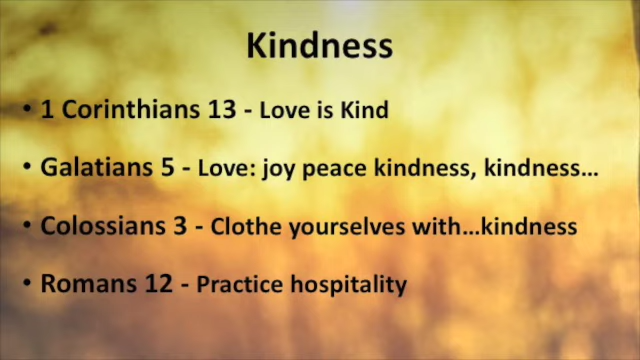 Kindness
• 1 Corinthians 13 - Love is Kind
• Galatians 5 - Love: joy peace kindness, kindness...
• Colossians 3 - Clothe yourselves with...kindness
• Romans 12 - Practice hospitality